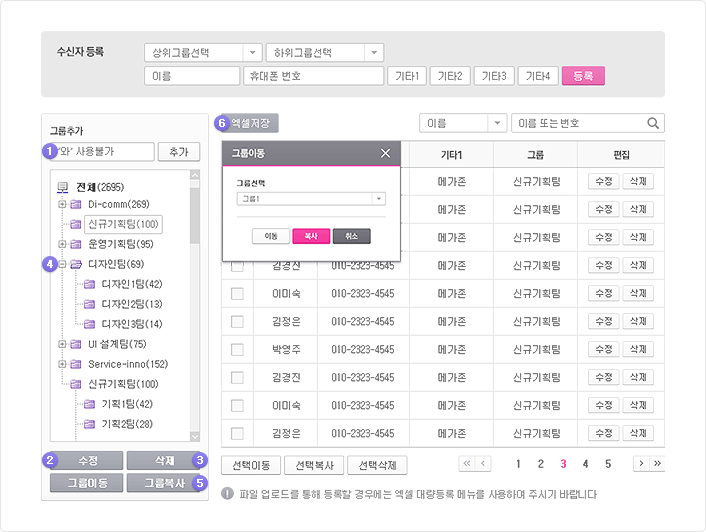 수신자 등록
상위그룹선택 하위그룹선택
이름 휴대폰 번호 기타1 기타2 기타3 기타4 등록
그룹추가
1 '와' 사용불가 추가
전체(2695)
Di-comm(269)
신규기획팀(100)
운영기획팀(95)
4 디자인팀(69)
디자인1팀(42)
디자인2팀(13)
디자인3팀(14)
UI 설계팀(75)
Service-inno(152)
신규기획팀(100)
기획1팀(42)
기획2팀(28)
2 수정 삭제 3
그룹이동 그룹복사 5
6 엑셀저장 이름 이름 또는 번호
기타1 그룹 편집
메가존 신규기획팀 수정 삭제
메가존 신규기획팀 수정 삭제
메가존 신규기획팀 수정 삭제
그룹이동
그룹선택
그룹1
이동 복사 취소
김경진 010-2323-4545 메가존 신규기획팀 수정 삭제
이미숙 010-2323-4545 메가존 신규기획팀 수정 삭제
김정은 010-2323-4545 메가존 신규기획팀 수정 삭제
박영주 010-2323-4545 메가존 신규기획팀 수정 삭제
김경진 010-2323-4545 메가존 신규기획팀 수정 삭제
이미숙 010-2323-4545 메가존 신규기획팀 수정 삭제
김정은 010-2323-4545 메가존 신규기획팀 수정 삭제
선택이동 선택복사 선택삭제 1 2 3 4 5
파일 업로드를 통해 등록할 경우에는 엑셀 대량등록 메뉴를 사용하여 주시기 바랍니다